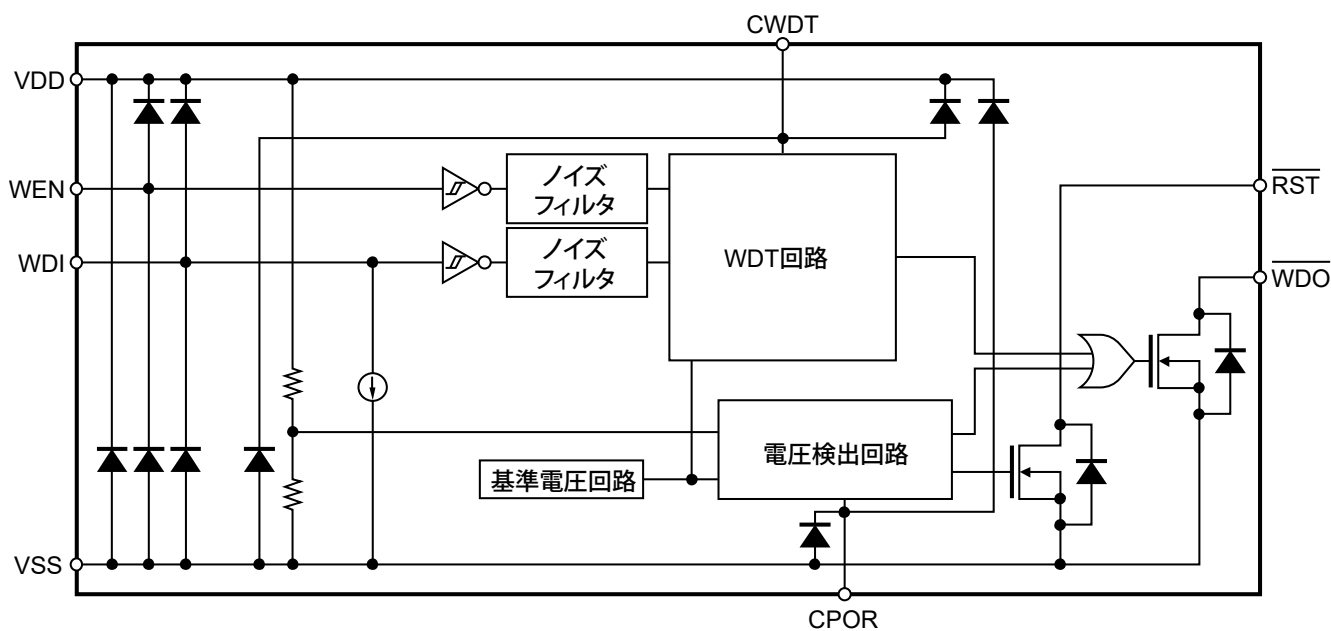 CWDT
VDD
WEN
ノイズ
フィルタ
RST
WDI
ノイズ
フィルタ
WDT回路
WDO
電圧検出回路
基準電圧回路
VSS
CPOR